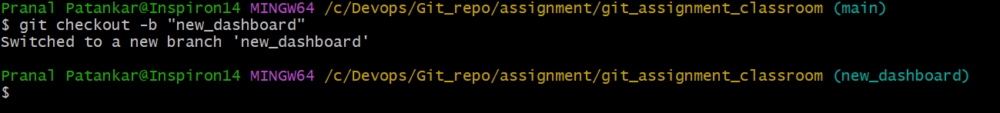 Pranal Patankar@Inspiron14 MINGW64 /c/Devops/Git_repo/assignment/git_assignment_classroom (main)
$ git checkout -b "new_dashboard"
Switched to a new branch 'new_dashboard'
Pranal Patankar@Inspiron14 MINGW64 /c/Devops/Git_repo/assignment/git_assignment_classroom (new_dashboard)
$